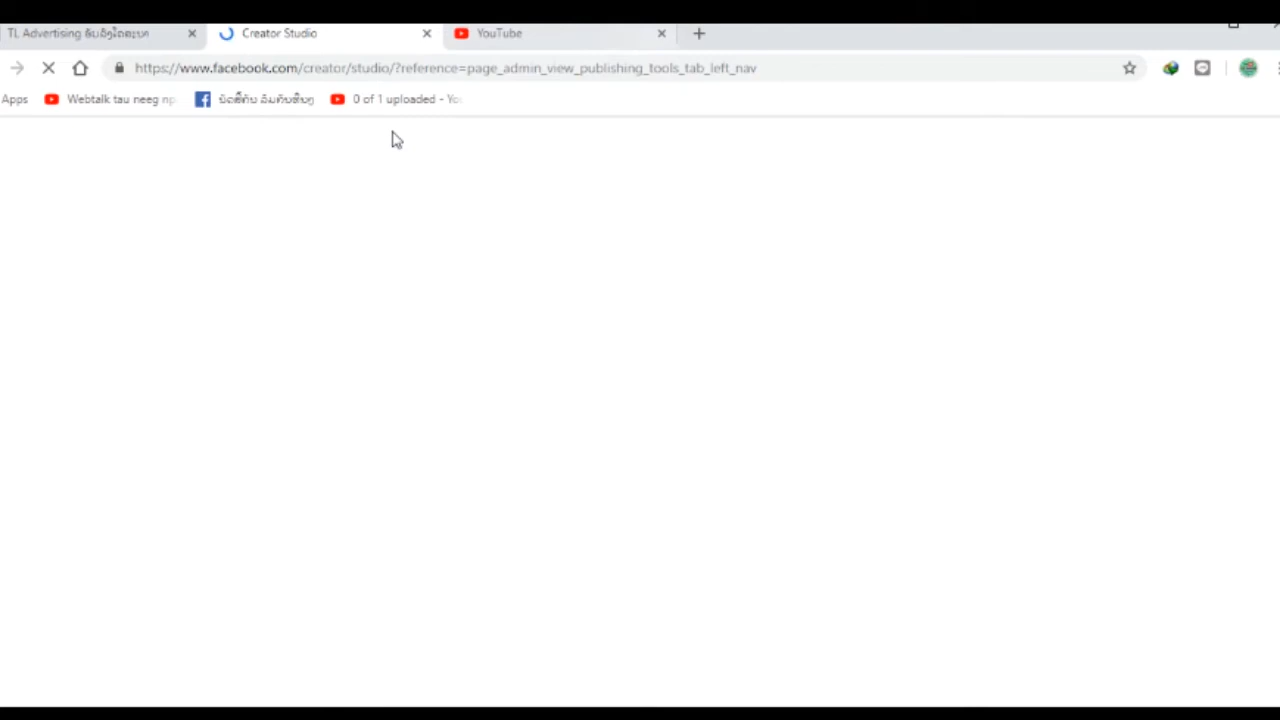 TL Advertising
Creator Studio
YouTube
https://www.facebook.com/creator/studio/?reference=page_admin_view_publishing_tools_tab_left_nav
Apps
Webtalk tau neeg
0 of 1 uploaded - Yo